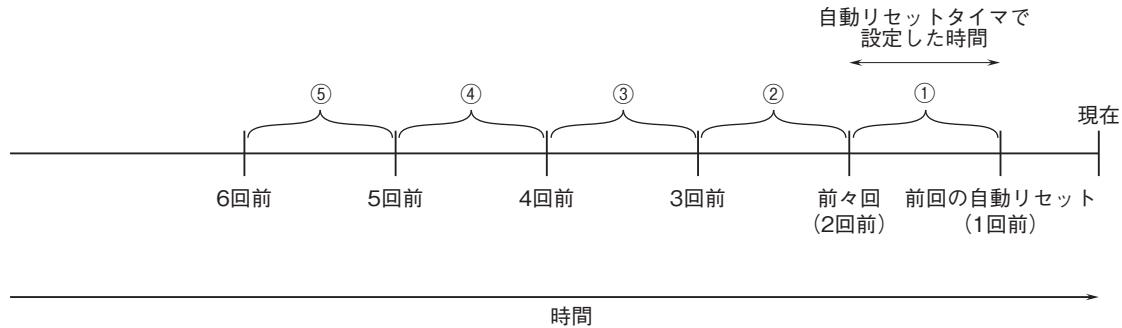 自動リセットタイマで
設定した時間
⑤ ④ ③ ② ①
現在
6回前 5回前 4回前 3回前 前々回 前回の自動リセット
(2回前) (1回前)
時間